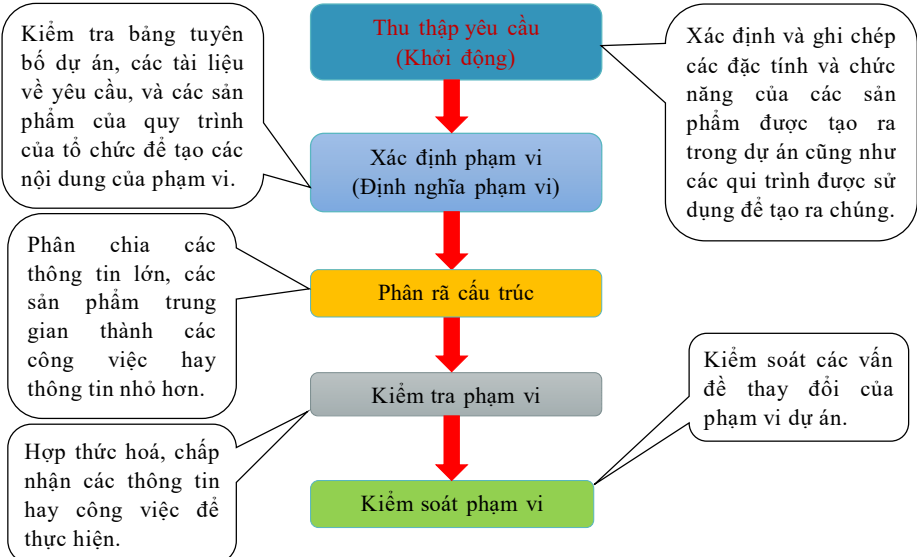 Thu thập yêu cầu
(Khởi động)
Xác định và ghi chép
các đặc tính và chức
năng của các sản
phẩm được tạo ra
trong dự án cũng như
các qui trình được sử
dụng để tạo ra chúng.
Kiểm tra bảng tuyên
bố dự án, các tài liệu
về yêu cầu, và các sản
phẩm của quy trình
của tổ chức để tạo các
nội dung của phạm vi.
Xác định phạm vi
(Định nghĩa phạm vi)
Phân chia các
thông tin lớn, các
sản phẩm trung
gian thành các
công việc hay
thông tin nhỏ hơn.
Phân rã cấu trúc
Kiểm tra phạm vi
Hợp thức hoá, chấp
nhận các thông tin
hay công việc để
thực hiện.
Kiểm soát các vấn
đề thay đổi của
phạm vi dự án.
Kiểm soát phạm vi